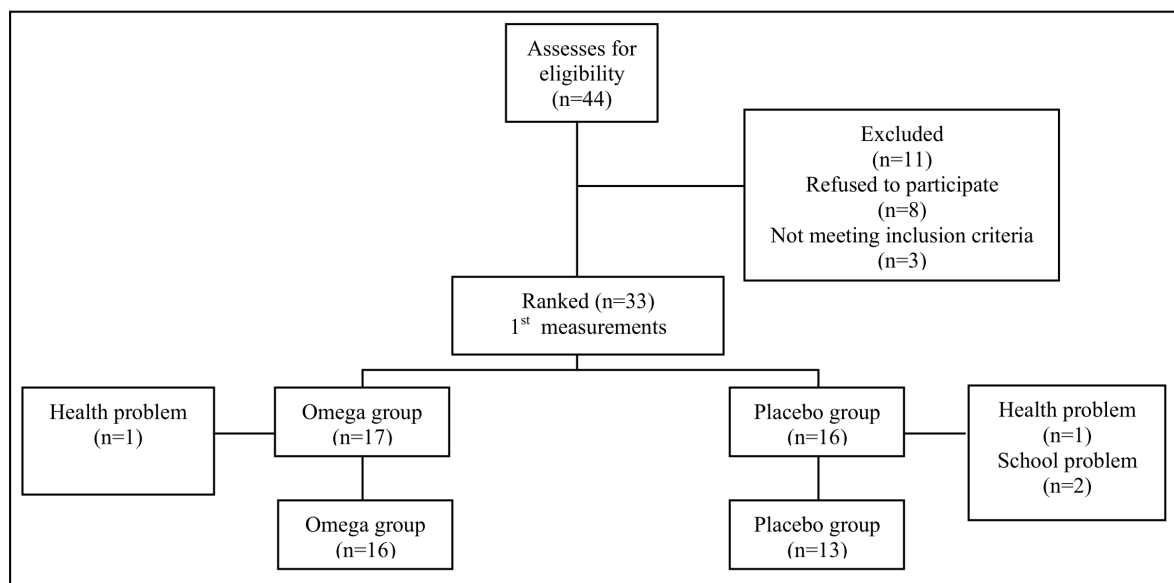 Assesses for
eligibility
(n=44)
Excluded
(n=11)
Refused to participate
(n=8)
Not meeting inclusion criteria
(n=3)
Ranked (n=33)
1st measurements
Health problem
(n=1)
Omega group
(n=17)
Placebo group
(n=16)
Health problem
(n=1)
School problem
(n=2)
Omega group
(n=16)
Placebo group
(n=13)